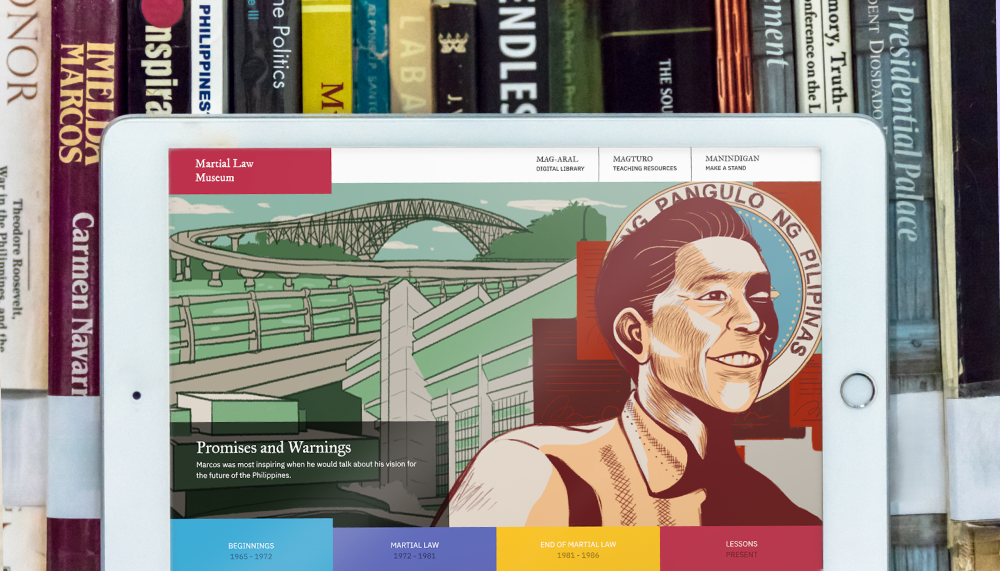 ONOR
War in the Philippines, and the
Theodore Roosevelt,
IMELDA
MARCOS
Carmen Navarr
nspira
PHILIPPINES
he Politics
M
LABA
J.
ENDLES
THE SOU
ement
onference on the L
mory, Truth-
DENT DIOSDADO
Presidential Palace
Martial Law
Museum
MAG-ARAL
DIGITAL LIBRARY
MAGTURO
TEACHING RESOURCES
MANINDIGAN
MAKE A STAND
NG PANGULO NG PILIPINAS
Promises and Warnings
Marcos was most inspiring when he would talk about his vision for
the future of the Philippines.
BEGINNINGS
1965 - 1972
MARTIAL LAW
1972 - 1981
END OF MARTIAL LAW
1981 - 1986
LESSONS
PRESENT